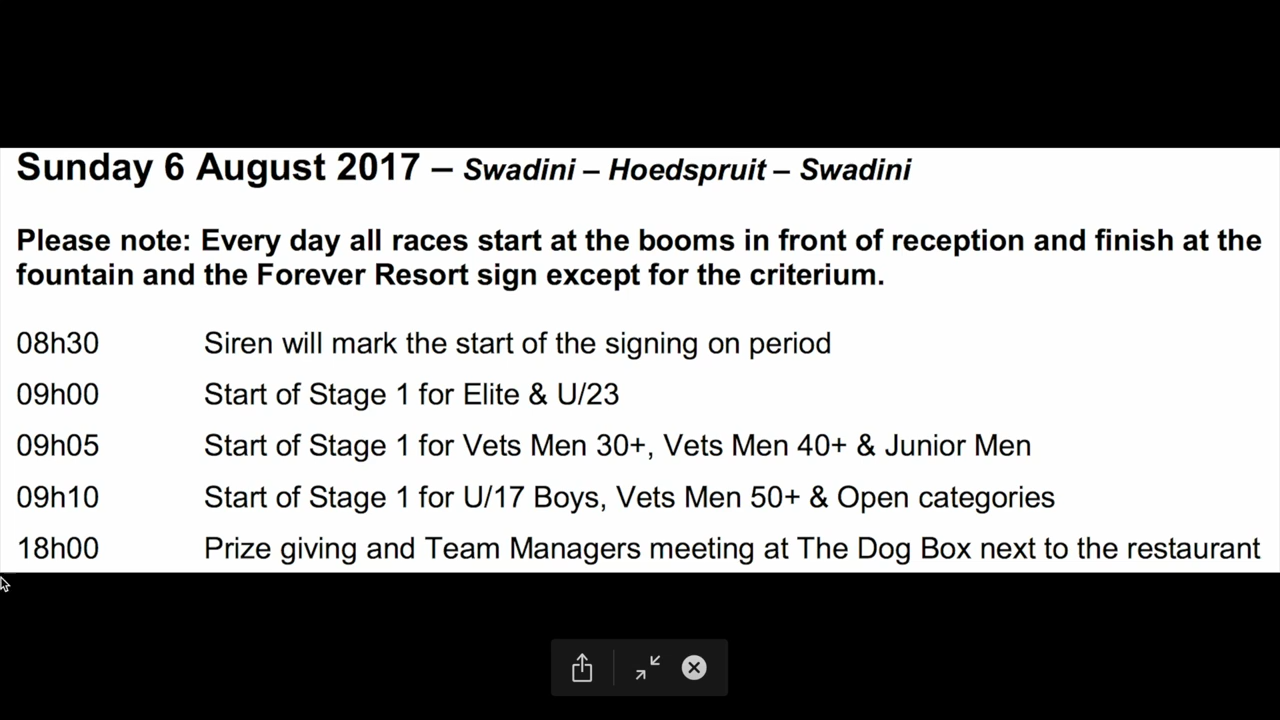 Sunday 6 August 2017 – Swadini – Hoedspruit – Swadini
Please note: Every day all races start at the booms in front of reception and finish at the
fountain and the Forever Resort sign except for the criterium.
08h30 Siren will mark the start of the signing on period
09h00 Start of Stage 1 for Elite & U/23
09h05 Start of Stage 1 for Vets Men 30+, Vets Men 40+ & Junior Men
09h10 Start of Stage 1 for U/17 Boys, Vets Men 50+ & Open categories
18h00 Prize giving and Team Managers meeting at The Dog Box next to the restaurant